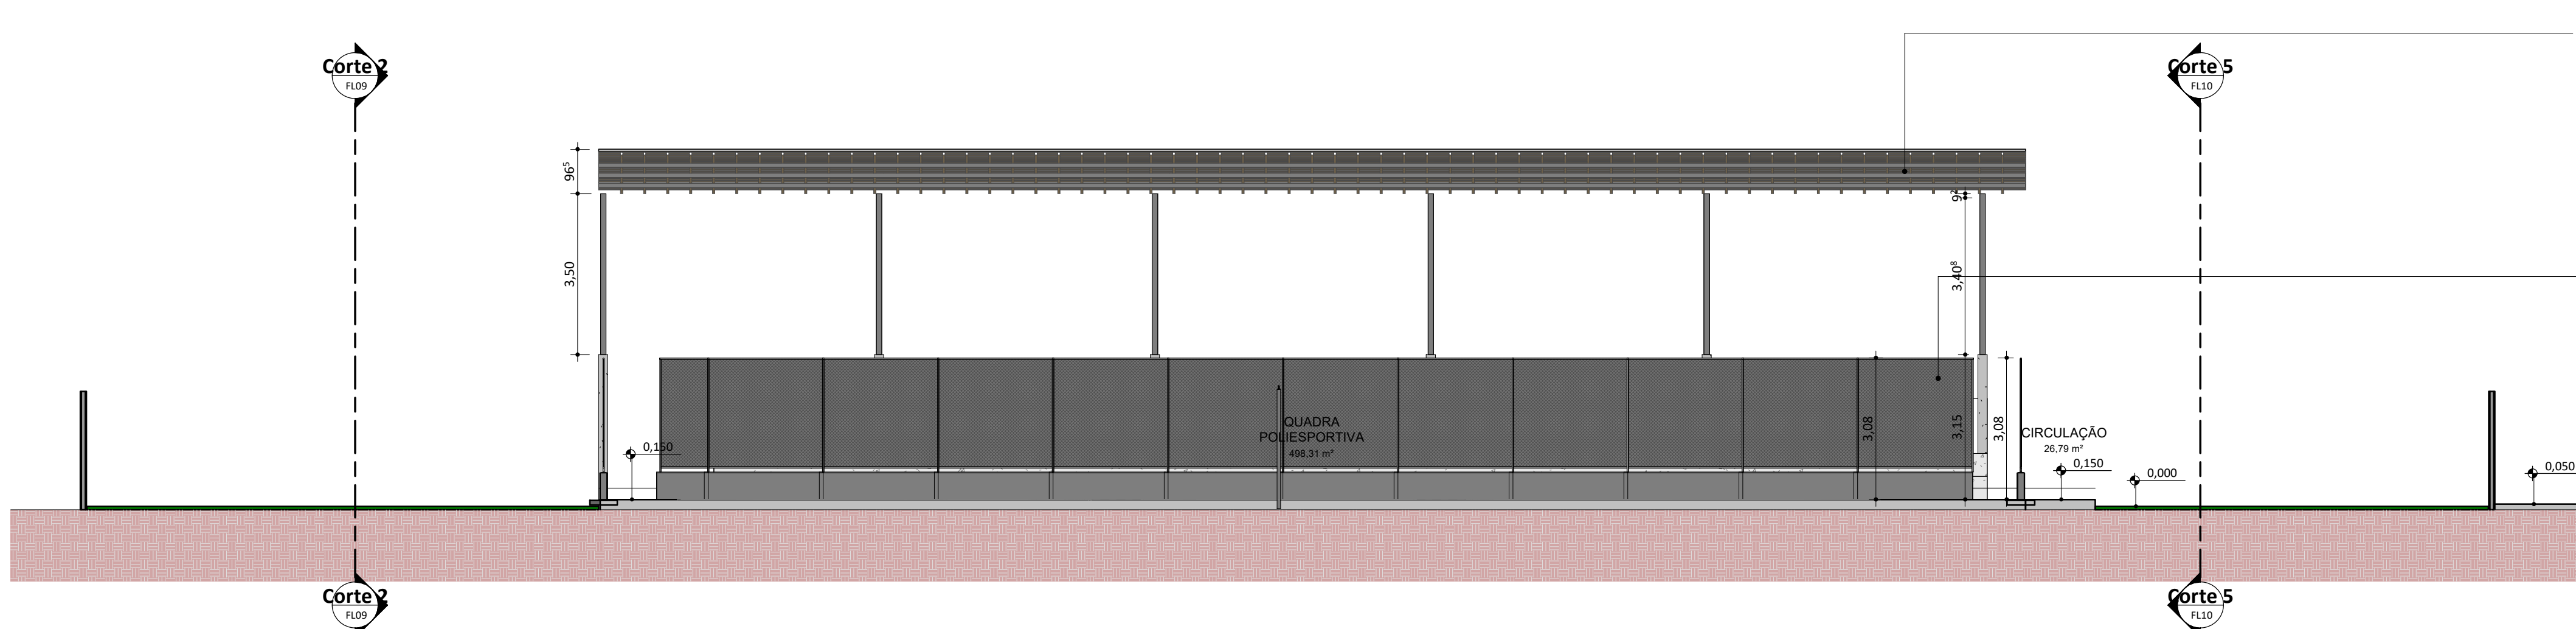 Corte 2
FL09
Corte 5
FL10
96⁵
3,50
9²
3,40⁸
3,08
3,15
3,08
QUADRA
POLIESPORTIVA
498,31 m²
CIRCULAÇÃO
26,79 m²
0,150
0,150
0,000
0,050
Corte 2
FL09
Corte 5
FL10